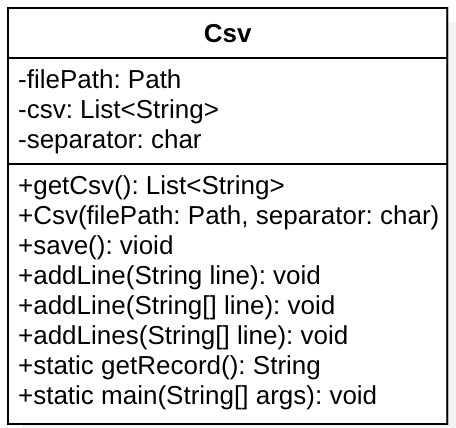 Csv
-filePath: Path
-csv: List<String>
-separator: char
+getCsv(): List<String>
+Csv(filePath: Path, separator: char)
+save(): vioid
+addLine(String line): void
+addLine(String[] line): void
+addLines(String[] line): void
+static getRecord(): String
+static main(String[] args): void